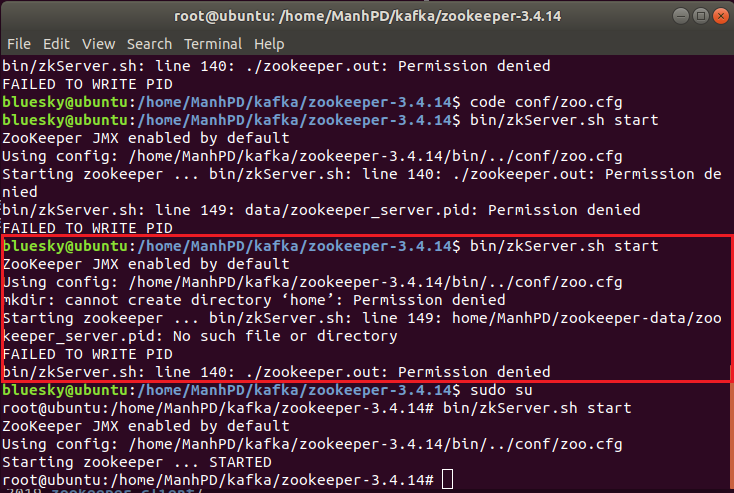 root@ubuntu: /home/ManhPD/kafka/zookeeper-3.4.14
File Edit View Search Terminal Help
bin/zkServer.sh: line 140: ./zookeeper.out: Permission denied
FAILED TO WRITE PID
bluesky@ubuntu:/home/ManhPD/kafka/zookeeper-3.4.14$ code conf/zoo.cfg
bluesky@ubuntu:/home/ManhPD/kafka/zookeeper-3.4.14$ bin/zkServer.sh start
ZooKeeper JMX enabled by default
Using config: /home/ManhPD/kafka/zookeeper-3.4.14/bin/../conf/zoo.cfg
Starting zookeeper ... bin/zkServer.sh: line 140: ./zookeeper.out: Permission de
nied
bin/zkServer.sh: line 149: data/zookeeper_server.pid: Permission denied
FAILED TO WRITE PID
bluesky@ubuntu:/home/ManhPD/kafka/zookeeper-3.4.14$ bin/zkServer.sh start
ZooKeeper JMX enabled by default
Using config: /home/ManhPD/kafka/zookeeper-3.4.14/bin/../conf/zoo.cfg
mkdir: cannot create directory ‘home’: Permission denied
Starting zookeeper ... bin/zkServer.sh: line 149: home/ManhPD/zookeeper-data/zoo
keeper_server.pid: No such file or directory
FAILED TO WRITE PID
bin/zkServer.sh: line 140: ./zookeeper.out: Permission denied
bluesky@ubuntu:/home/ManhPD/kafka/zookeeper-3.4.14$ sudo su
root@ubuntu:/home/ManhPD/kafka/zookeeper-3.4.14# bin/zkServer.sh start
ZooKeeper JMX enabled by default
Using config: /home/ManhPD/kafka/zookeeper-3.4.14/bin/../conf/zoo.cfg
Starting zookeeper ... STARTED
root@ubuntu:/home/ManhPD/kafka/zookeeper-3.4.14#